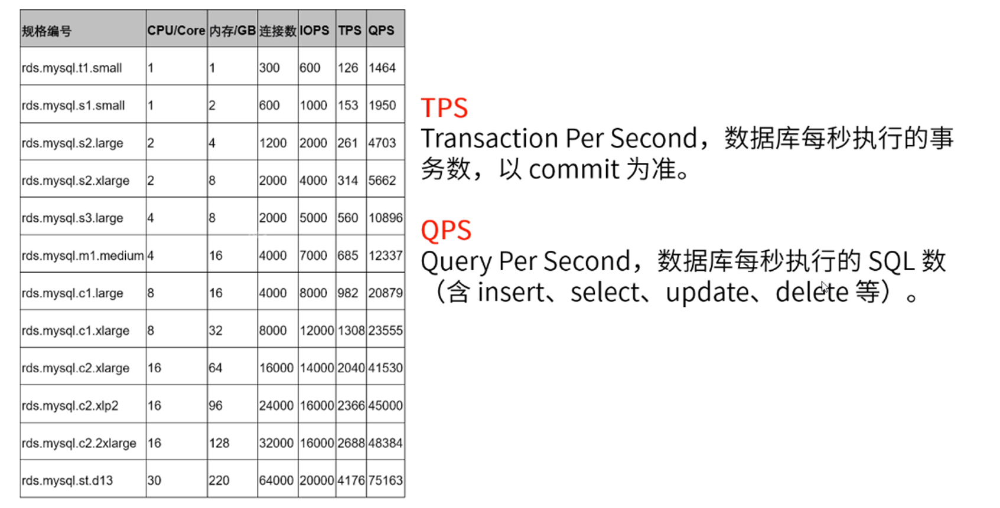 规格编号 CPU/Core 内存/GB 连接数 IOPS TPS QPS
rds.mysql.t1.small 1 1 300 600 126 1464
rds.mysql.s1.small 1 2 600 1000 153 1950
rds.mysql.s2.large 2 4 1200 2000 261 4703
rds.mysql.s2.xlarge 2 8 2000 4000 314 5662
rds.mysql.s3.large 4 8 2000 5000 560 10896
rds.mysql.m1.medium 4 16 4000 7000 685 12337
rds.mysql.c1.large 8 16 4000 8000 982 20879
rds.mysql.c1.xlarge 8 32 8000 12000 1308 23555
rds.mysql.c2.xlarge 16 64 16000 14000 2040 41530
rds.mysql.c2.xlp2 16 96 24000 16000 2366 45000
rds.mysql.c2.2xlarge 16 128 32000 16000 2688 48384
rds.mysql.st.d13 30 220 64000 20000 4176 75163
TPS
Transaction Per Second，数据库每秒执行的事
务数，以 commit 为准。
QPS
Query Per Second，数据库每秒执行的 SQL 数
（含 insert、select、update、delete 等）。